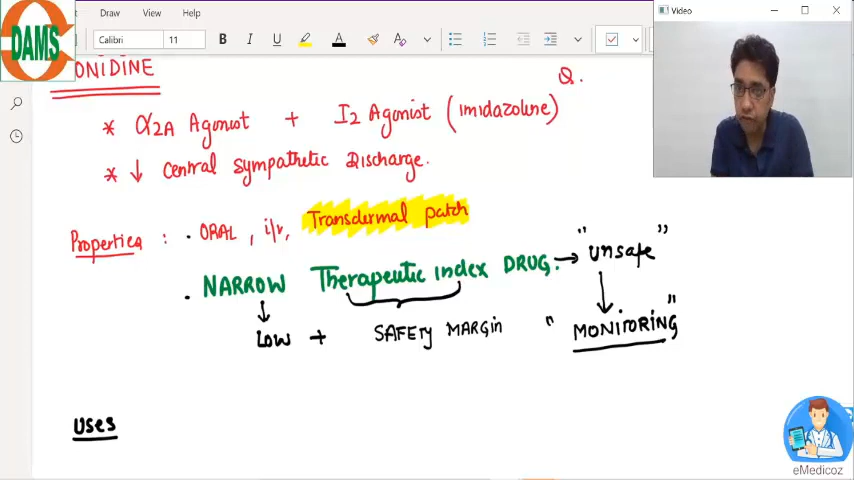 Draw View Video
DAMS
Calibri 11 B I U A
ONIDINE
Q.
* α2A Agonist + I2 Agonist (imidazoline)
* ↓ Central sympathetic Discharge.
Properties : . ORAL, i/v, Transdermal patch
. NARROW Therapeutic index DRUG. → "unsafe"
↓ ↓
LOW + SAFETY MARGIN "MONITORING"
Uses
eMedicoz